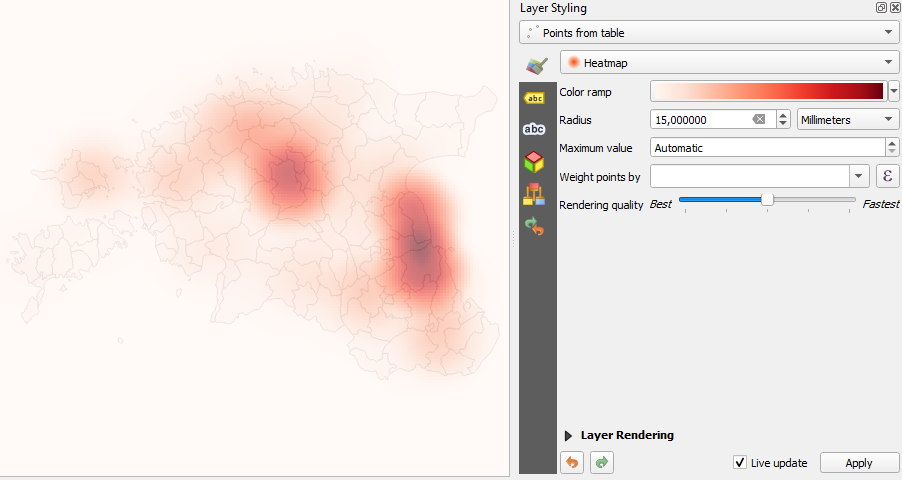 Layer Styling
Points from table
Heatmap
abc
abc
Color ramp
Radius 15,000000 Millimeters
Maximum value Automatic
Weight points by ε
Rendering quality Best Fastest
Layer Rendering
Live update Apply